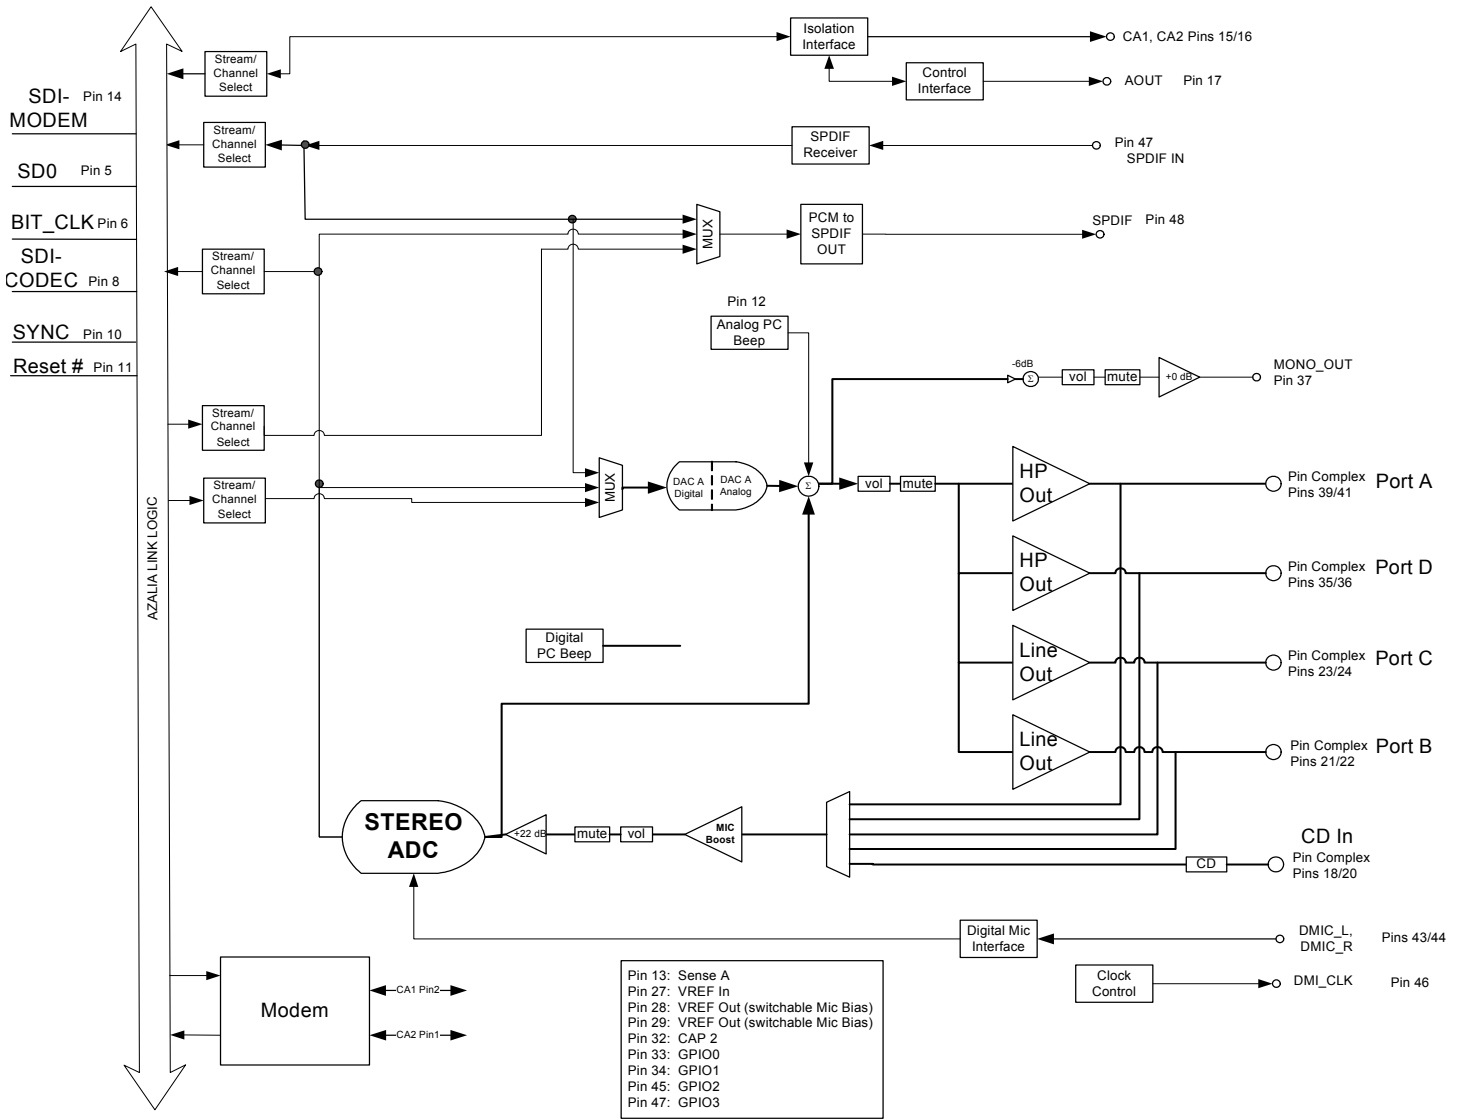 Isolation
Interface
CA1, CA2 Pins 15/16
Stream/
Channel
Select
Control
Interface
AOUT Pin 17
SDI-
MODEM
Pin 14
Stream/
Channel
Select
SPDIF
Receiver
Pin 47
SPDIF IN
SD0 Pin 5
BIT_CLK Pin 6
MUX
PCM to
SPDIF
OUT
SPDIF Pin 48
SDI-
CODEC Pin 8
Stream/
Channel
Select
SYNC Pin 10
Reset # Pin 11
Pin 12
Analog PC
Beep
-6dB
Σ
vol
mute
+0 dB
MONO_OUT
Pin 37
Stream/
Channel
Select
Stream/
Channel
Select
MUX
DAC A
Digital
DAC A
Analog
Σ
vol
mute
HP
Out
Pin Complex
Pins 39/41
Port A
HP
Out
Pin Complex
Pins 35/36
Port D
AZALIA LINK LOGIC
Digital
PC Beep
Line
Out
Pin Complex
Pins 23/24
Port C
Line
Out
Pin Complex
Pins 21/22
Port B
STEREO
ADC
+22 dB
mute
vol
MIC
Boost
CD
CD In
Pin Complex
Pins 18/20
Digital Mic
Interface
DMIC_L,
DMIC_R
Pins 43/44
Clock
Control
DMI_CLK Pin 46
Modem
CA1 Pin2
CA2 Pin1
Pin 13: Sense A
Pin 27: VREF In
Pin 28: VREF Out (switchable Mic Bias)
Pin 29: VREF Out (switchable Mic Bias)
Pin 32: CAP 2
Pin 33: GPIO0
Pin 34: GPIO1
Pin 45: GPIO2
Pin 47: GPIO3